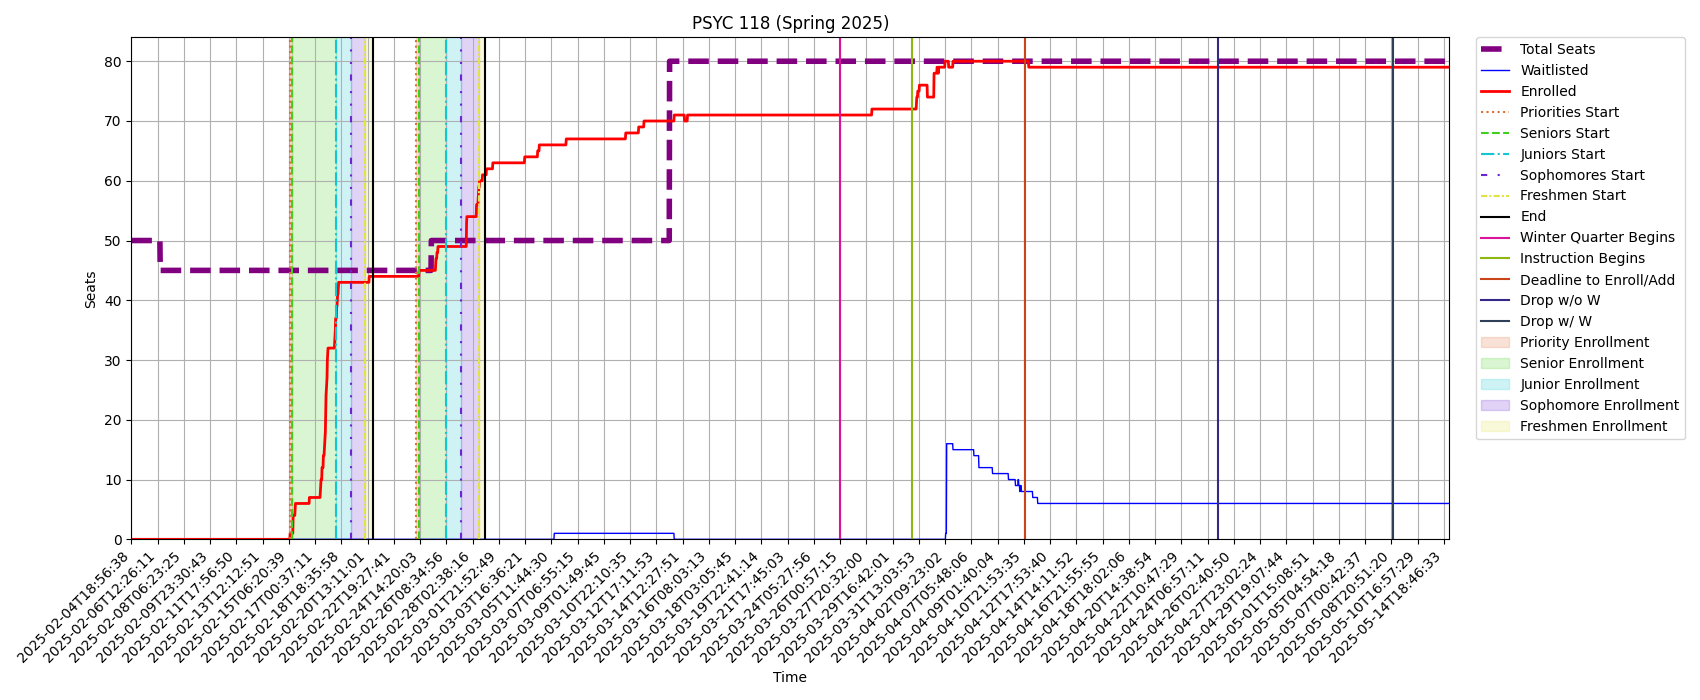 PSYC 118 (Spring 2025)
Seats
80
70
60
50
40
30
20
10
0
2025-02-04T18:56:38
2025-02-06T12:26:11
2025-02-08T06:23:25
2025-02-09T23:30:43
2025-02-11T17:56:50
2025-02-13T12:12:51
2025-02-15T06:20:39
2025-02-17T00:37:11
2025-02-18T18:35:58
2025-02-20T13:11:01
2025-02-22T19:27:41
2025-02-24T14:20:03
2025-02-26T08:34:56
2025-02-28T02:38:16
2025-03-01T21:52:49
2025-03-03T16:36:21
2025-03-05T11:44:30
2025-03-07T06:55:15
2025-03-09T01:49:45
2025-03-10T22:10:35
2025-03-12T17:11:53
2025-03-14T12:27:51
2025-03-16T08:03:13
2025-03-18T03:05:45
2025-03-19T22:41:14
2025-03-21T17:45:03
2025-03-24T05:27:56
2025-03-26T00:57:15
2025-03-27T20:32:00
2025-03-29T16:42:01
2025-03-31T13:03:53
2025-04-02T09:23:02
2025-04-07T05:48:06
2025-04-09T01:40:04
2025-04-10T21:53:35
2025-04-12T17:53:40
2025-04-14T14:11:52
2025-04-16T21:55:55
2025-04-18T18:02:06
2025-04-20T14:38:54
2025-04-22T10:47:29
2025-04-24T06:57:11
2025-04-26T02:40:50
2025-04-27T23:02:24
2025-04-29T19:07:44
2025-05-01T15:08:51
2025-05-05T04:54:18
2025-05-07T00:42:37
2025-05-08T20:51:20
2025-05-10T16:57:29
2025-05-14T18:46:33
Time
Total Seats
Waitlisted
Enrolled
Priorities Start
Seniors Start
Juniors Start
Sophomores Start
Freshmen Start
End
Winter Quarter Begins
Instruction Begins
Deadline to Enroll/Add
Drop w/o W
Drop w/ W
Priority Enrollment
Senior Enrollment
Junior Enrollment
Sophomore Enrollment
Freshmen Enrollment